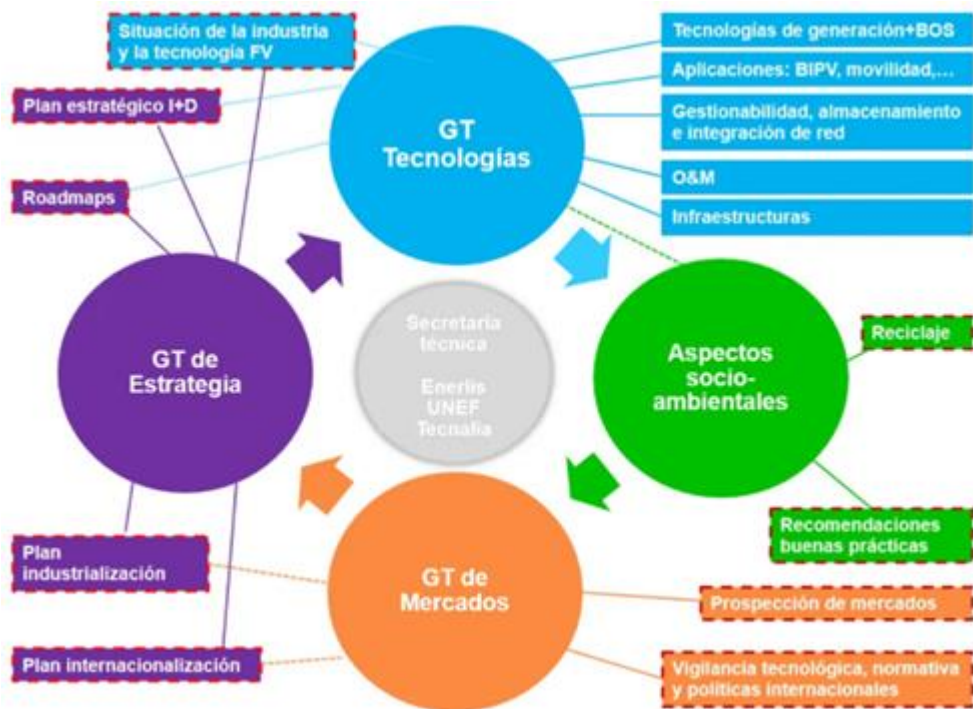 Situación de la industria
y la tecnología FV
Plan estratégico I+D
Roadmaps
GT
Tecnologías
Tecnologías de generación+BOS
Aplicaciones: BIPV, movilidad,...
Gestionabilidad, almacenamiento
e integración de red
O&M
Infraestructuras
GT de
Estrategia
Secretaría
técnica
Enerlis
UNEF
Tecnalia
Aspectos
socio-
ambientales
Reciclaje
Recomendaciones
buenas prácticas
Plan
industrialización
Plan internacionalización
GT de
Mercados
Prospección de mercados
Vigilancia tecnológica, normativa
y políticas internacionales